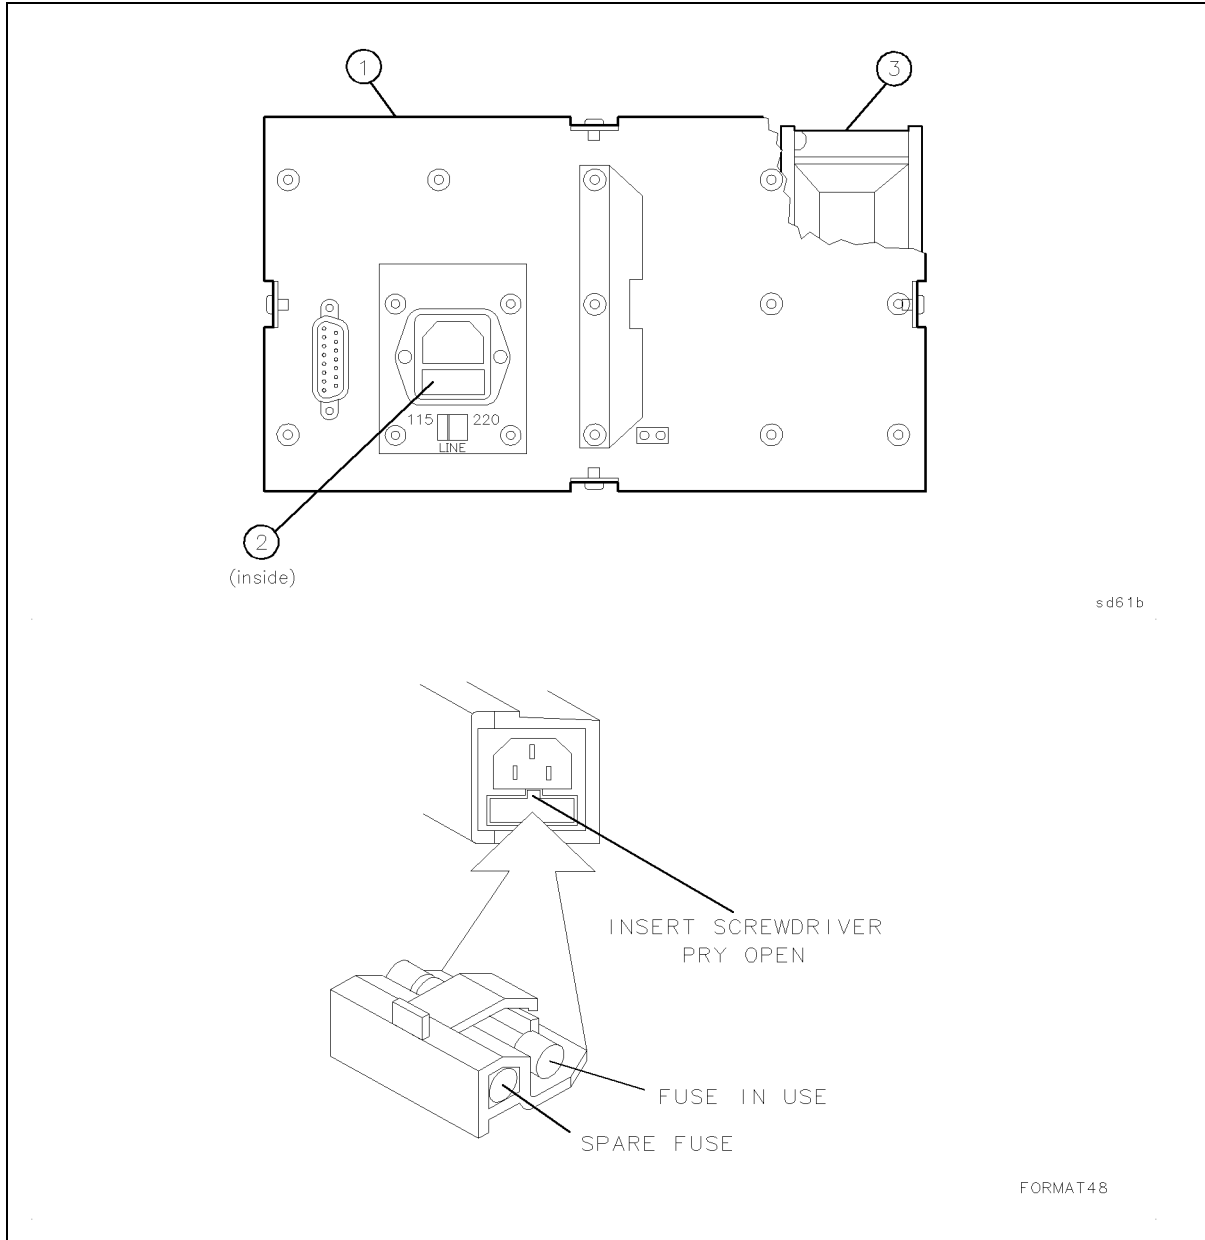 1
3
115
220
LINE
2
(inside)
sd61b
INSERT SCREWDRIVER
PRY OPEN
FUSE IN USE
SPARE FUSE
FORMAT48